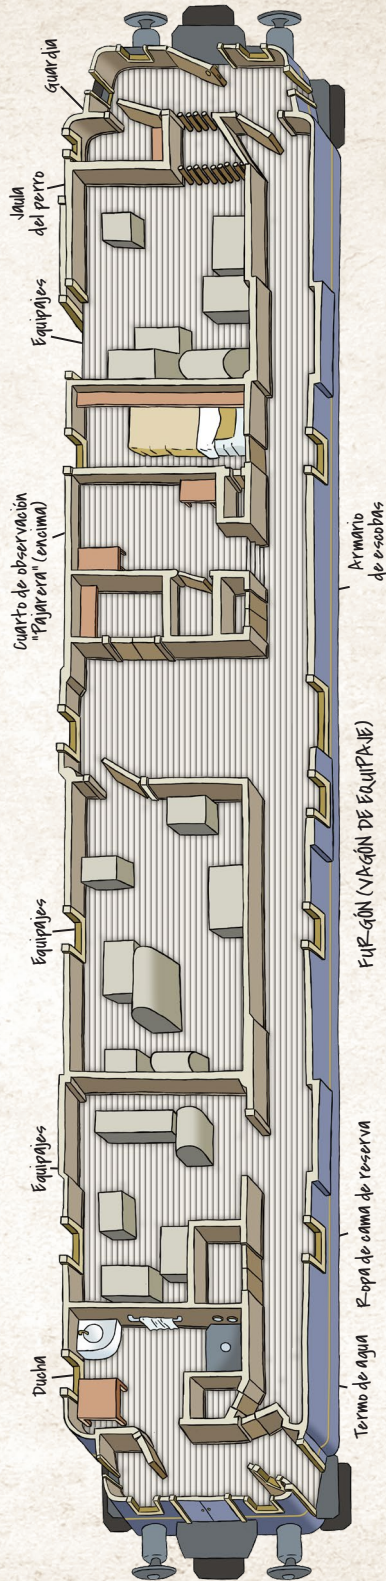 Ducha
Equipajes
Equipajes
Cuarto de observación
"Pajarera" (encima)
Equipajes
Jaula
del perro
Guardia
Termo de agua
Ropa de cama de reserva
FURGÓN (VAGÓN DE EQUIPAJE)
Armario
de escobas